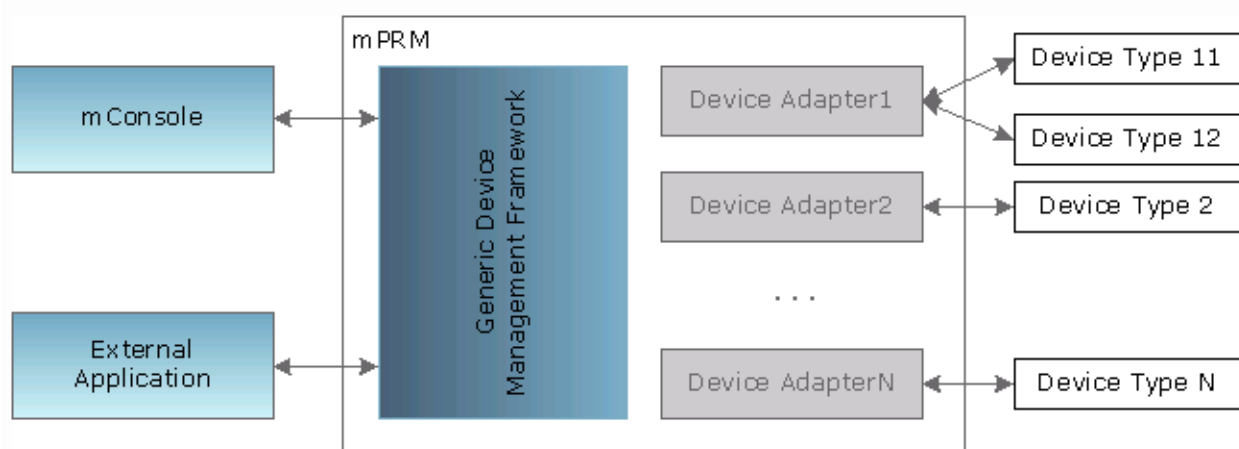 mPRM
mConsole
External
Application
Generic Device
Management Framework
Device Adapter1
Device Adapter2
. . .
Device AdapterN
Device Type 11
Device Type 12
Device Type 2
Device Type N